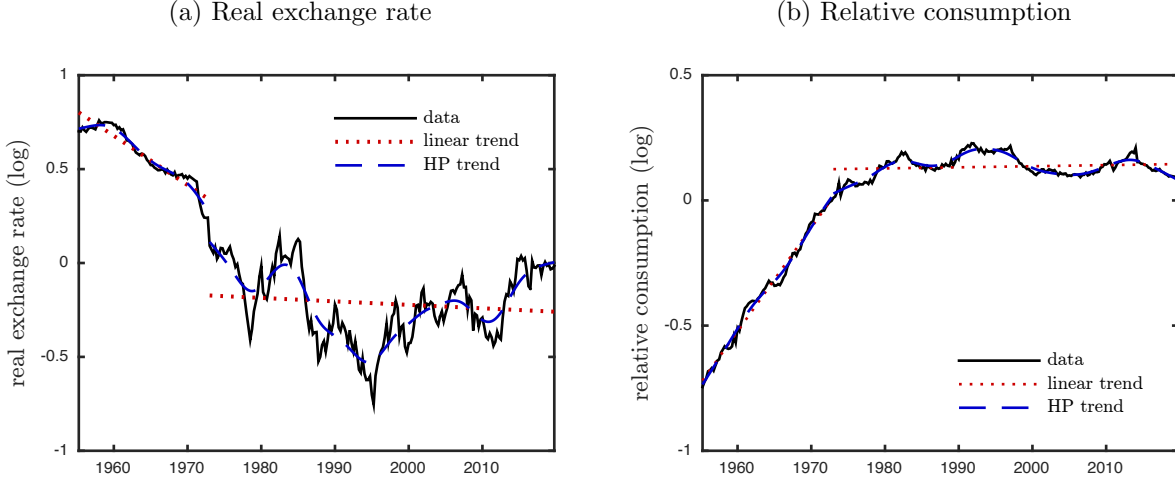 (a) Real exchange rate
real exchange rate (log)
1
0.5
0
-0.5
-1
data
linear trend
HP trend
1960 1970 1980 1990 2000 2010
(b) Relative consumption
relative consumption (log)
0.5
0
-0.5
-1
data
linear trend
HP trend
1960 1970 1980 1990 2000 2010